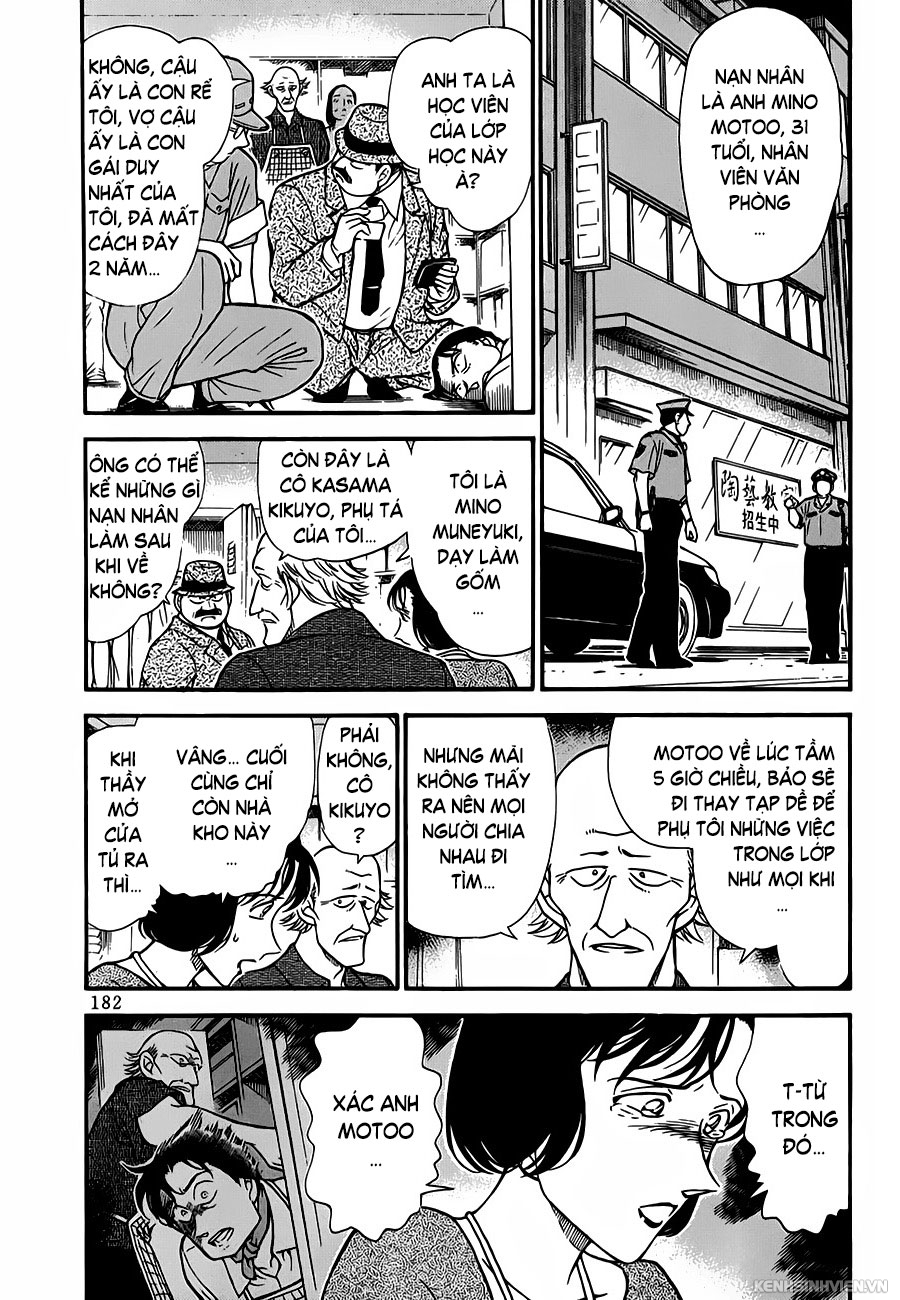 NẠN NHÂN
LÀ ANH MINO
MOTOO, 31
TUỔI, NHÂN
VIÊN VĂN
PHÒNG
...
陶藝教室
招生中
ANH TA LÀ
HỌC VIÊN
CỦA LỚP
HỌC NÀY
À?
KHÔNG, CẬU
ẤY LÀ CON RỂ
TÔI, VỢ CẬU
ẤY LÀ CON
GÁI DUY
NHẤT CỦA
TÔI, ĐÃ MẤT
CÁCH ĐÂY
2 NĂM...
TÔI LÀ
MINO
MUNEYUKI,
DẠY LÀM
GỐM
...
CÒN ĐÂY LÀ
CÔ KASAMA
KIKUYO, PHỤ TÁ
CỦA TÔI...
ÔNG CÓ THỂ
KỂ NHỮNG GÌ
NẠN NHÂN
LÀM SAU
KHI VỀ
KHÔNG?
MOTOO VỀ LÚC TẦM
5 GIỜ CHIỀU, BẢO SẼ
ĐI THAY TẠP DỀ ĐỂ
PHỤ TÔI NHỮNG VIỆC
TRONG LỚP
NHƯ MỌI KHI
...
NHƯNG MÃI
KHÔNG THẤY
RA NÊN MỌI
NGƯỜI CHIA
NHAU ĐI
TÌM...
PHẢI
KHÔNG,
CÔ
KIKUYO?
VÂNG... CUỐI
CÙNG CHỈ
CÒN NHÀ
KHO NÀY
...
KHI
THẦY
MỞ
CỬA
TỦ RA
THÌ...
182
T-TỪ
TRONG
ĐÓ...
XÁC ANH
MOTOO
...
KENHSINHVIEN.VN